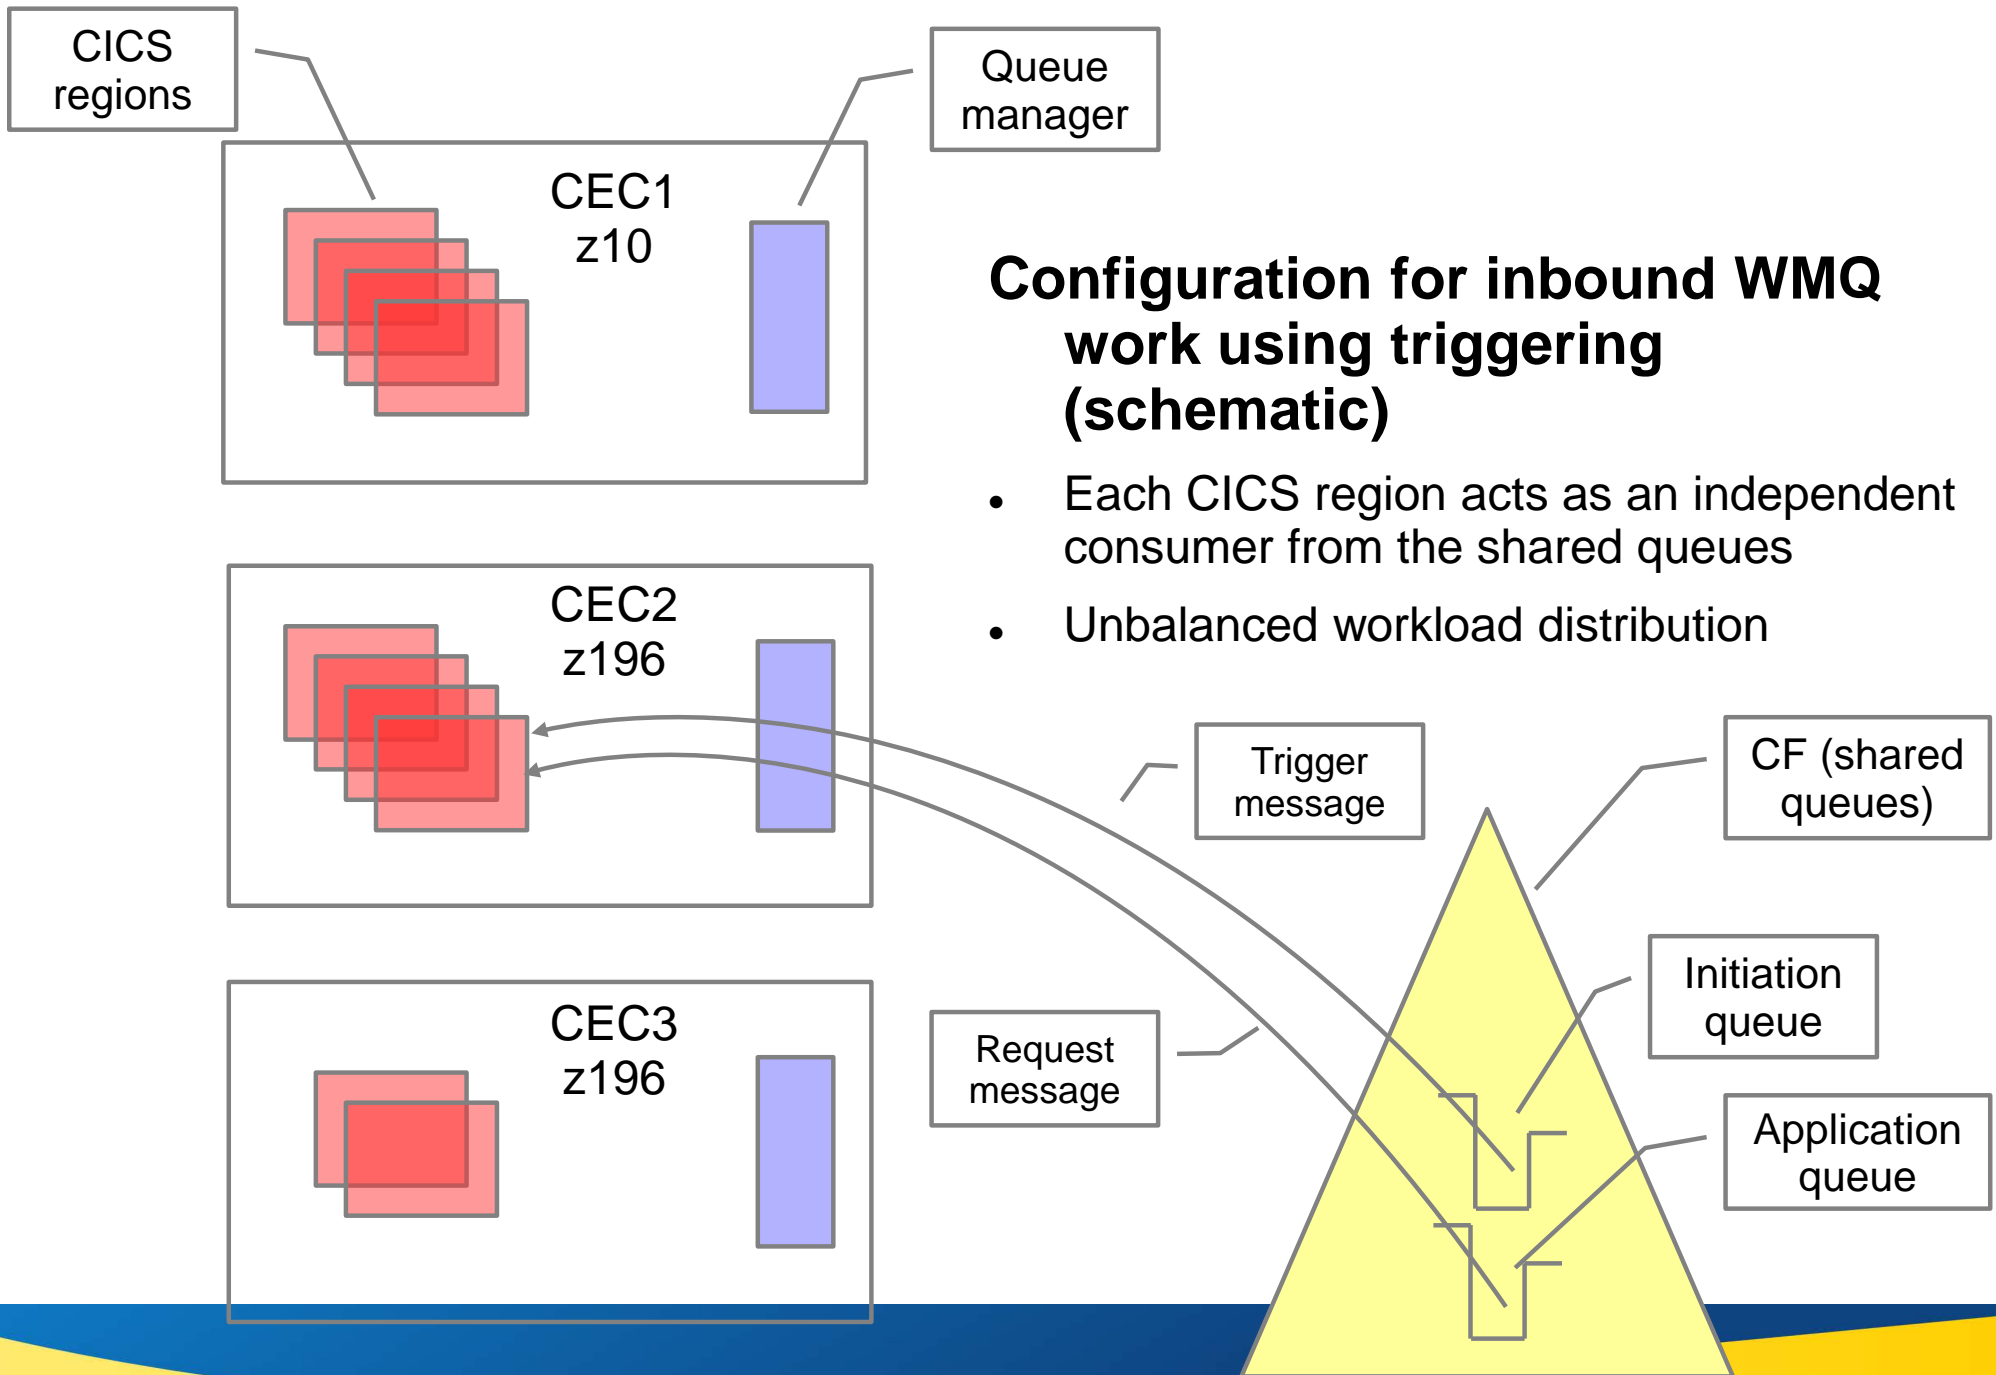 CICS
regions
Queue
manager
CEC1
z10
Configuration for inbound WMQ
work using triggering
(schematic)
● Each CICS region acts as an independent
consumer from the shared queues
● Unbalanced workload distribution
CEC2
z196
Trigger
message
CF (shared
queues)
Initiation
queue
CEC3
z196
Request
message
Application
queue